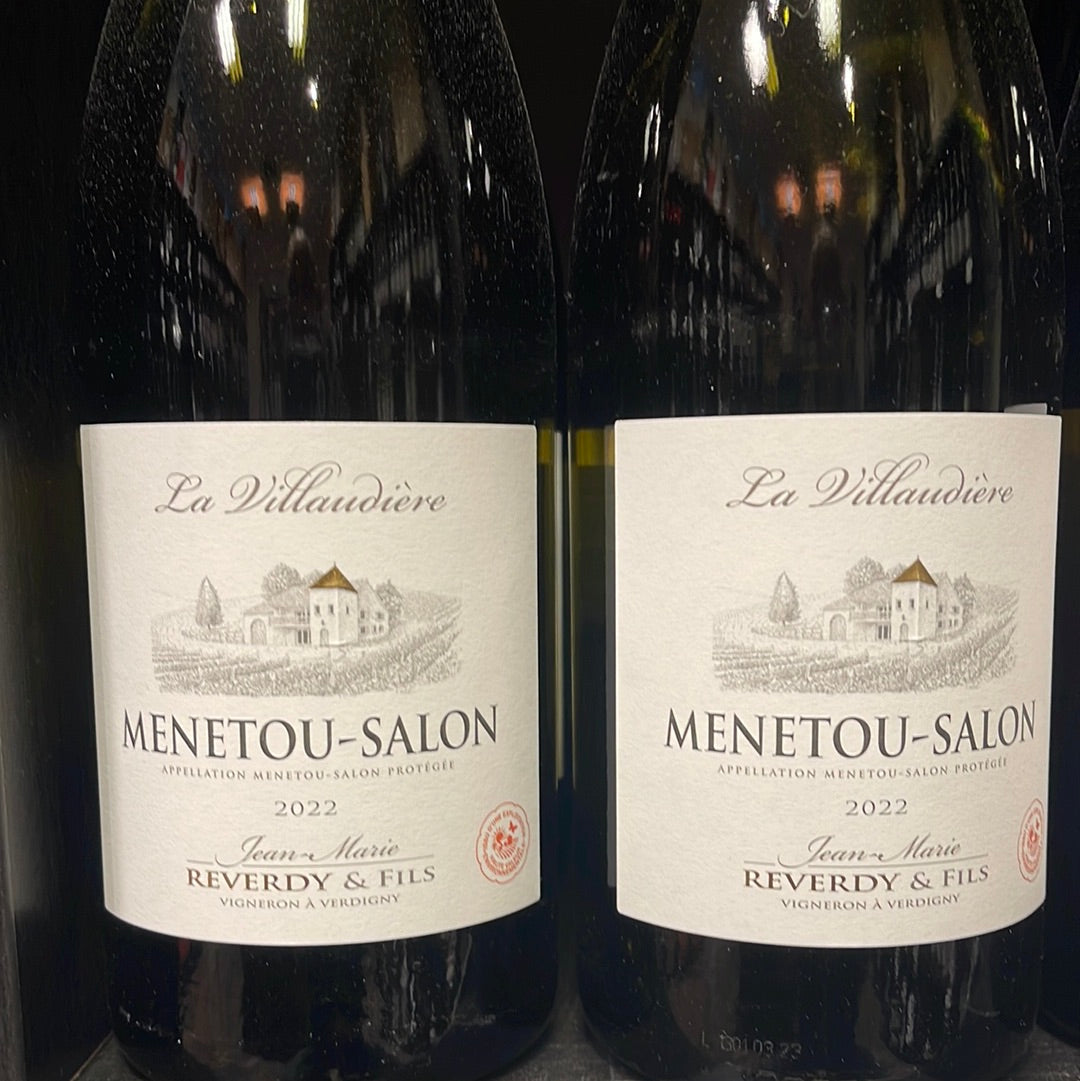 La Villaudière
MENETOU-SALON
APPELLATION MENETOU-SALON PROTÉGÉE
2022
Jean-Marie
REVERDY & FILS
VIGNERON À VERDIGNY
La Villaudière
MENETOU-SALON
APPELLATION MENETOU-SALON PROTÉGÉE
2022
Jean-Marie
REVERDY & FILS
VIGNERON À VERDIGNY